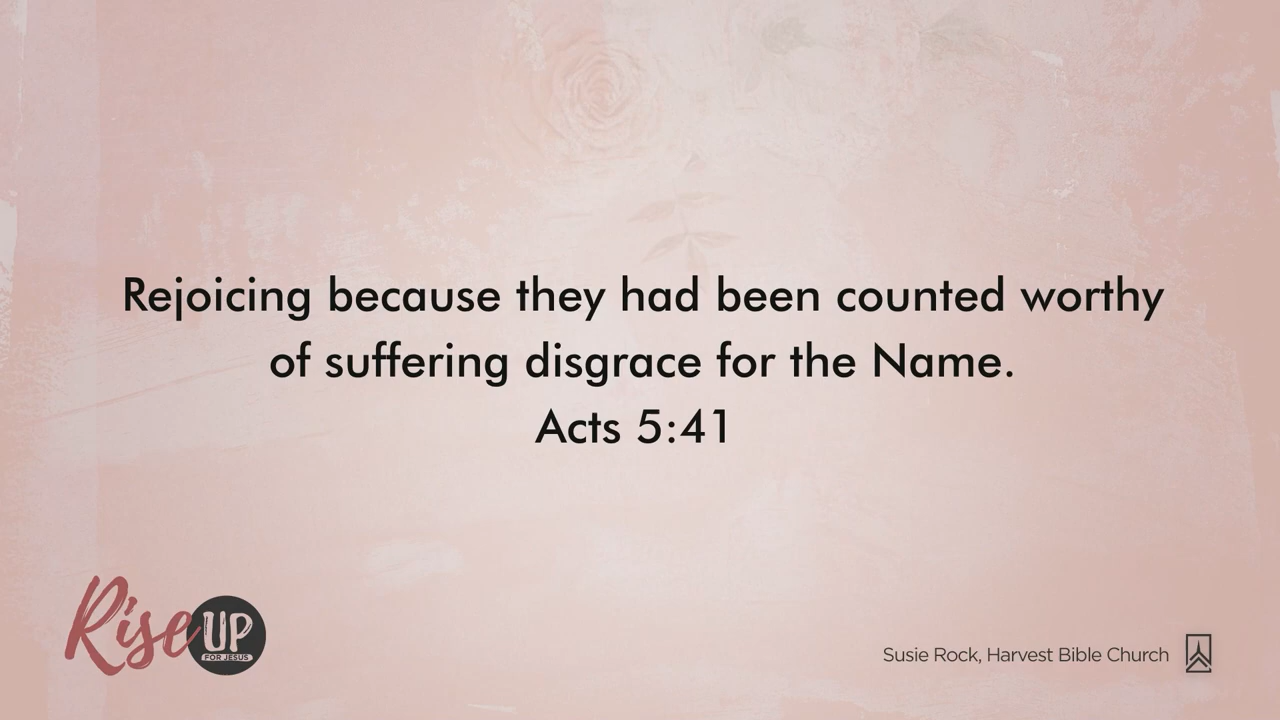 Rejoicing because they had been counted worthy
of suffering disgrace for the Name.
Acts 5:41
Rise UP
FOR JESUS
Susie Rock, Harvest Bible Church